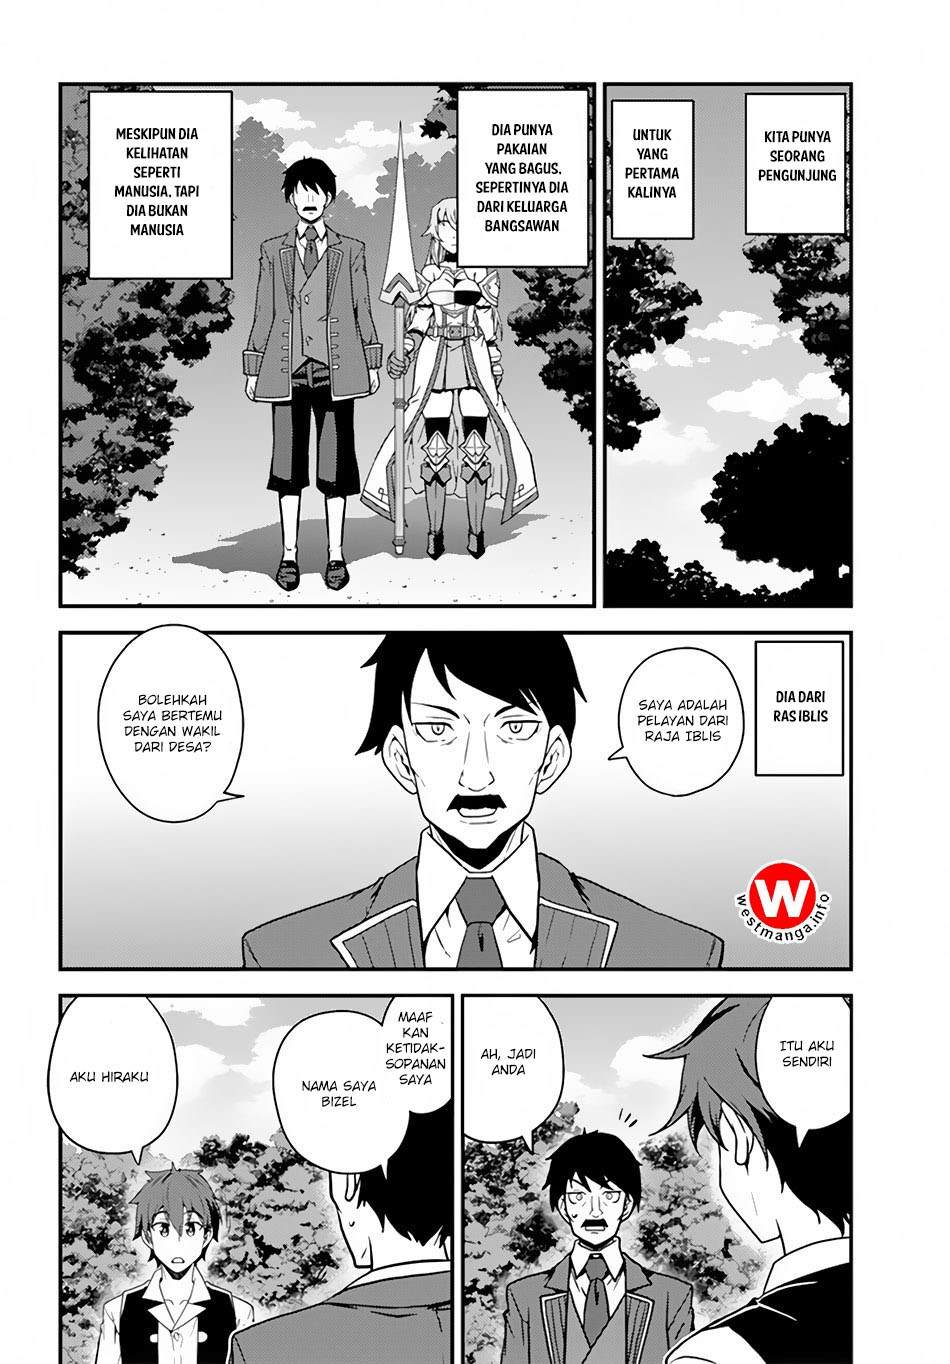 KITA PUNYA
SEORANG
PENGUNJUNG
UNTUK
YANG
PERTAMA
KALINYA
DIA PUNYA
PAKAIAN
YANG BAGUS,
SEPERTINYA DIA
DARI KELUARGA
BANGSAWAN
MESKIPUN DIA
KELIHATAN
SEPERTI
MANUSIA, TAPI
DIA BUKAN
MANUSIA
DIA DARI
RAS IBLIS
SAYA ADALAH
PELAYAN DARI
RAJA IBLIS
BOLEHKAH
SAYA BERTEMU
DENGAN WAKIL
DARI DESA?
W
westmanga.info
ITU AKU
SENDIRI
AH, JADI
ANDA
MAAF
KAN
KETIDAK-
SOPANAN
SAYA
NAMA SAYA
BIZEL
AKU HIRAKU